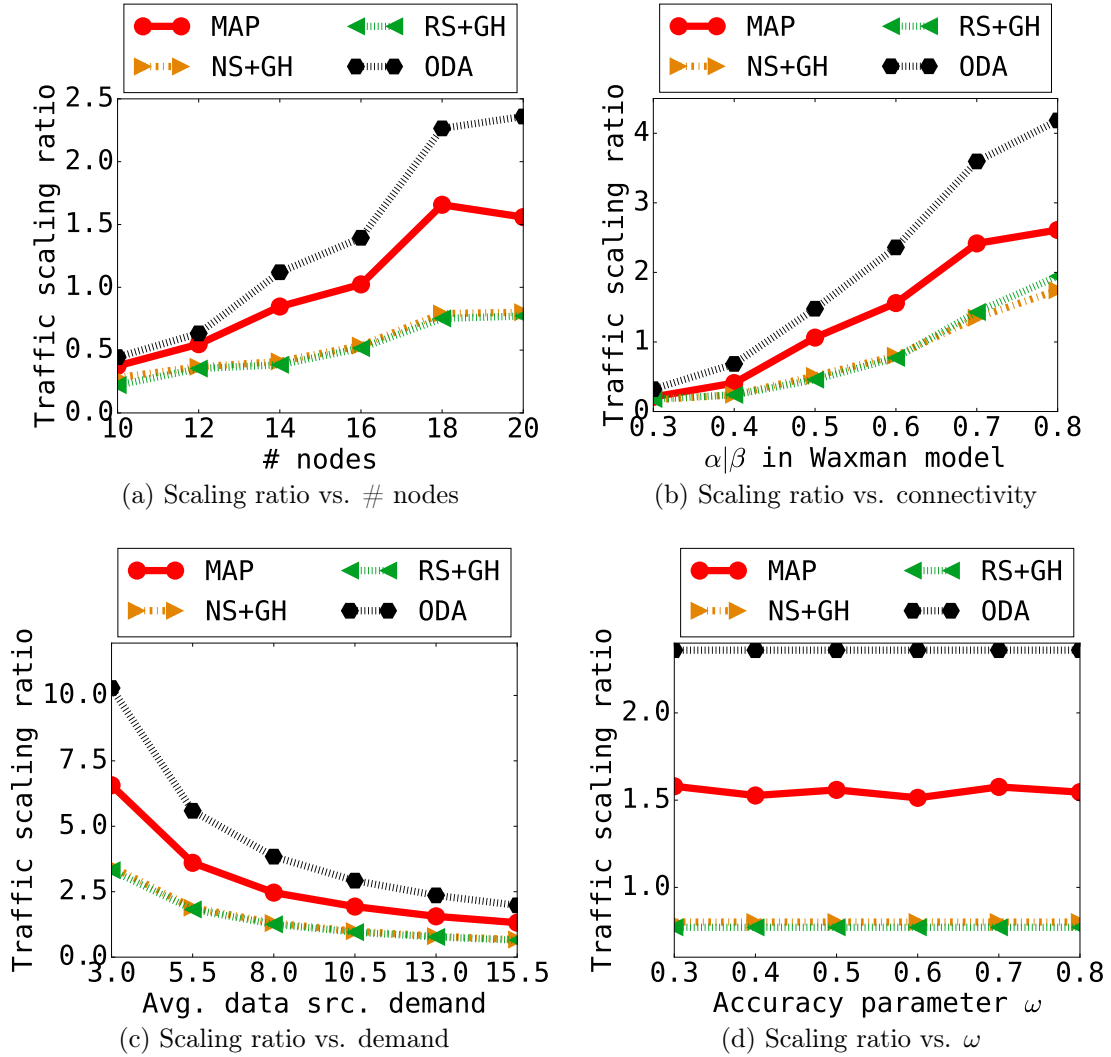 MAP RS+GH
NS+GH ODA
Traffic scaling ratio
2.5
2.0
1.5
1.0
0.5
0.0
10 12 14 16 18 20
# nodes
(a) Scaling ratio vs. # nodes
MAP RS+GH
NS+GH ODA
Traffic scaling ratio
4
3
2
1
0
0.3 0.4 0.5 0.6 0.7 0.8
α|β in Waxman model
(b) Scaling ratio vs. connectivity
MAP RS+GH
NS+GH ODA
Traffic scaling ratio
10.0
7.5
5.0
2.5
0.0
3.0 5.5 8.0 10.5 13.0 15.5
Avg. data src. demand
(c) Scaling ratio vs. demand
MAP RS+GH
NS+GH ODA
Traffic scaling ratio
2.0
1.5
1.0
0.3 0.4 0.5 0.6 0.7 0.8
Accuracy parameter ω
(d) Scaling ratio vs. ω